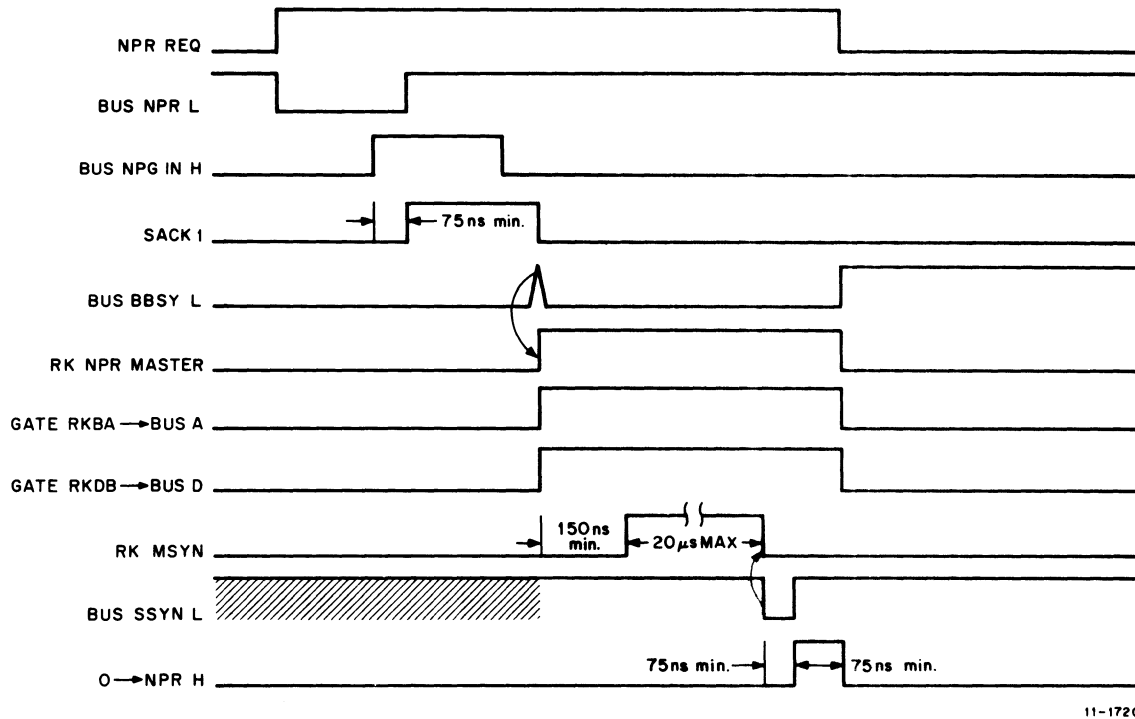 NPR REQ
BUS NPR L
BUS NPG IN H
SACK 1
75ns min.
BUS BBSY L
RK NPR MASTER
GATE RKBA → BUS A
GATE RKDB → BUS D
RK MSYN
150ns
min.
20μs MAX
BUS SSYN L
O → NPR H
75ns min.
75ns min.
11-1720